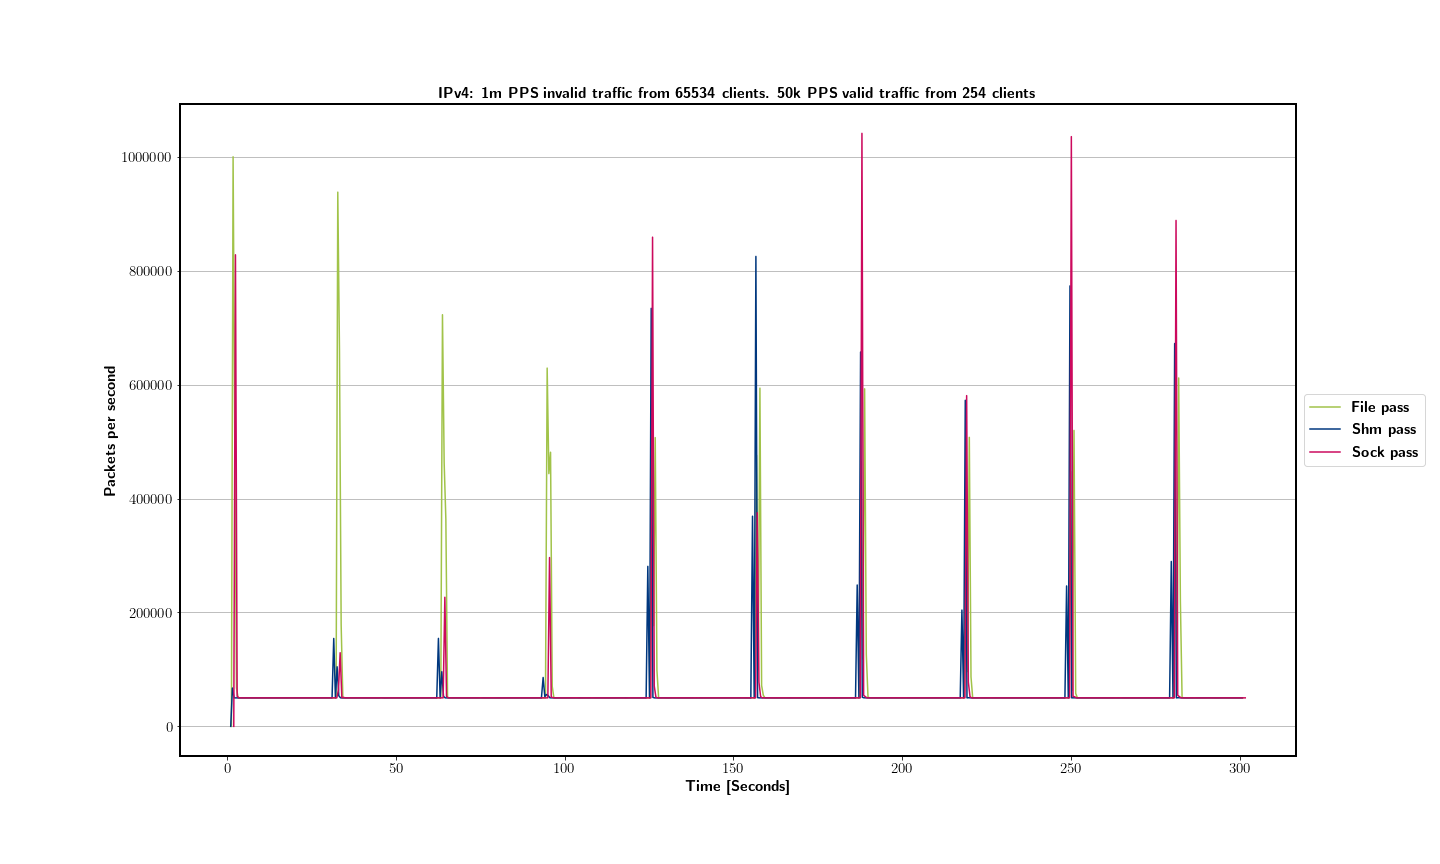 IPv4: 1m PPS invalid traffic from 65534 clients. 50k PPS valid traffic from 254 clients
1000000
800000
600000
400000
200000
0
Packets per second
0 50 100 150 200 250 300
Time [Seconds]
File pass
Shm pass
Sock pass